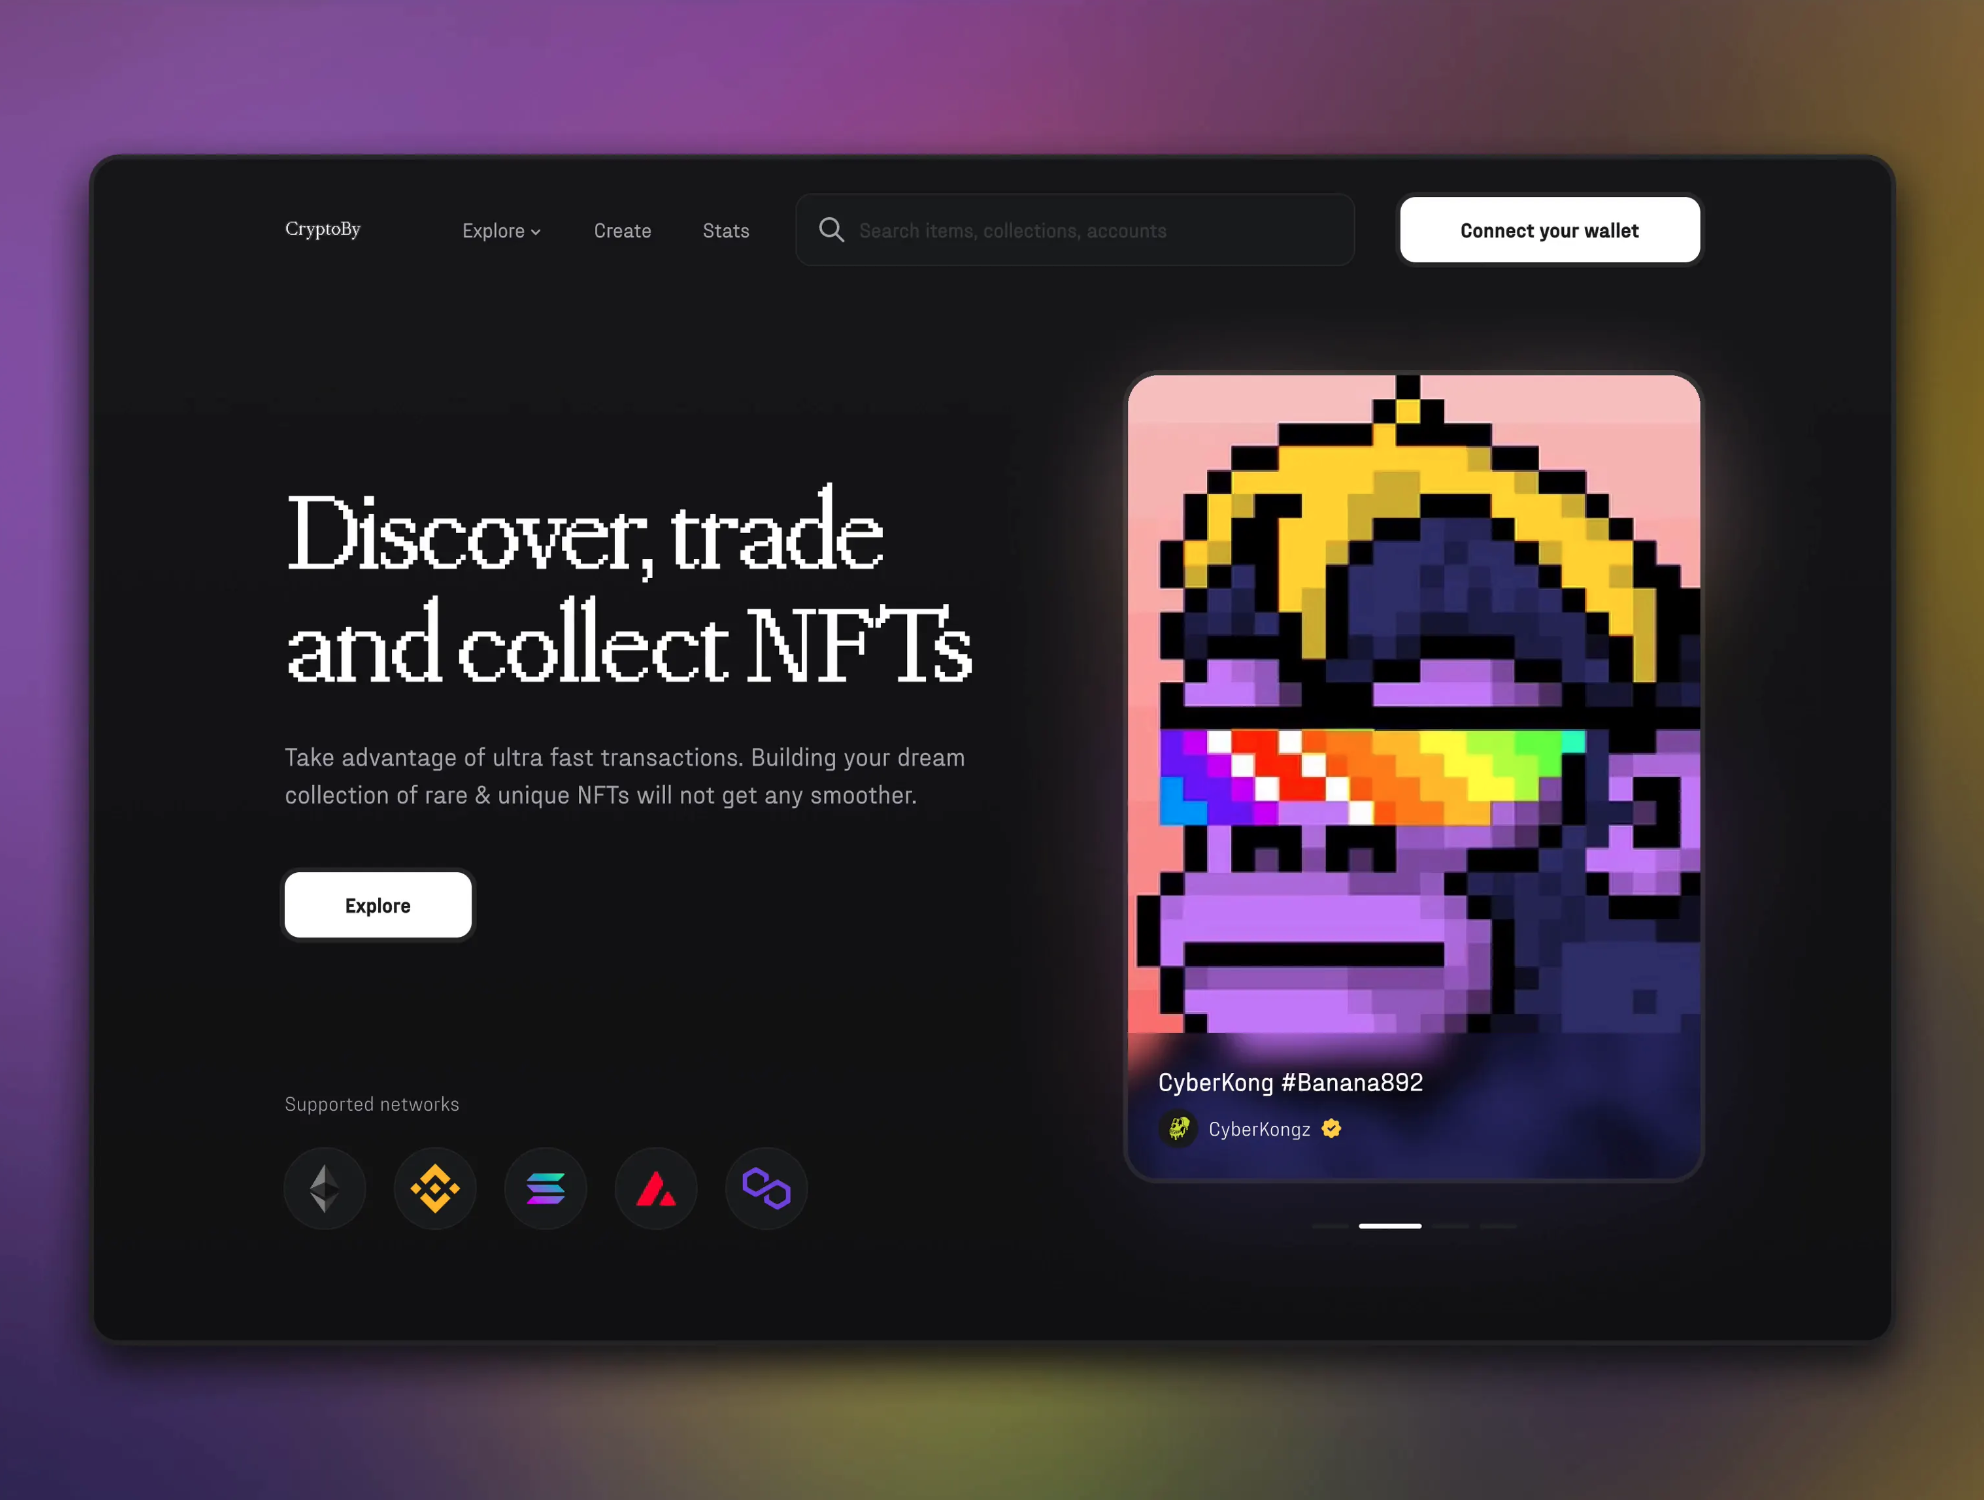 CryptoBy
Explore
Create
Stats
Search items, collections, accounts
Connect your wallet
Discover, trade
and collect NFTs
Take advantage of ultra fast transactions. Building your dream
collection of rare & unique NFTs will not get any smoother.
Explore
Supported networks
CyberKong #Banana892
CyberKongz